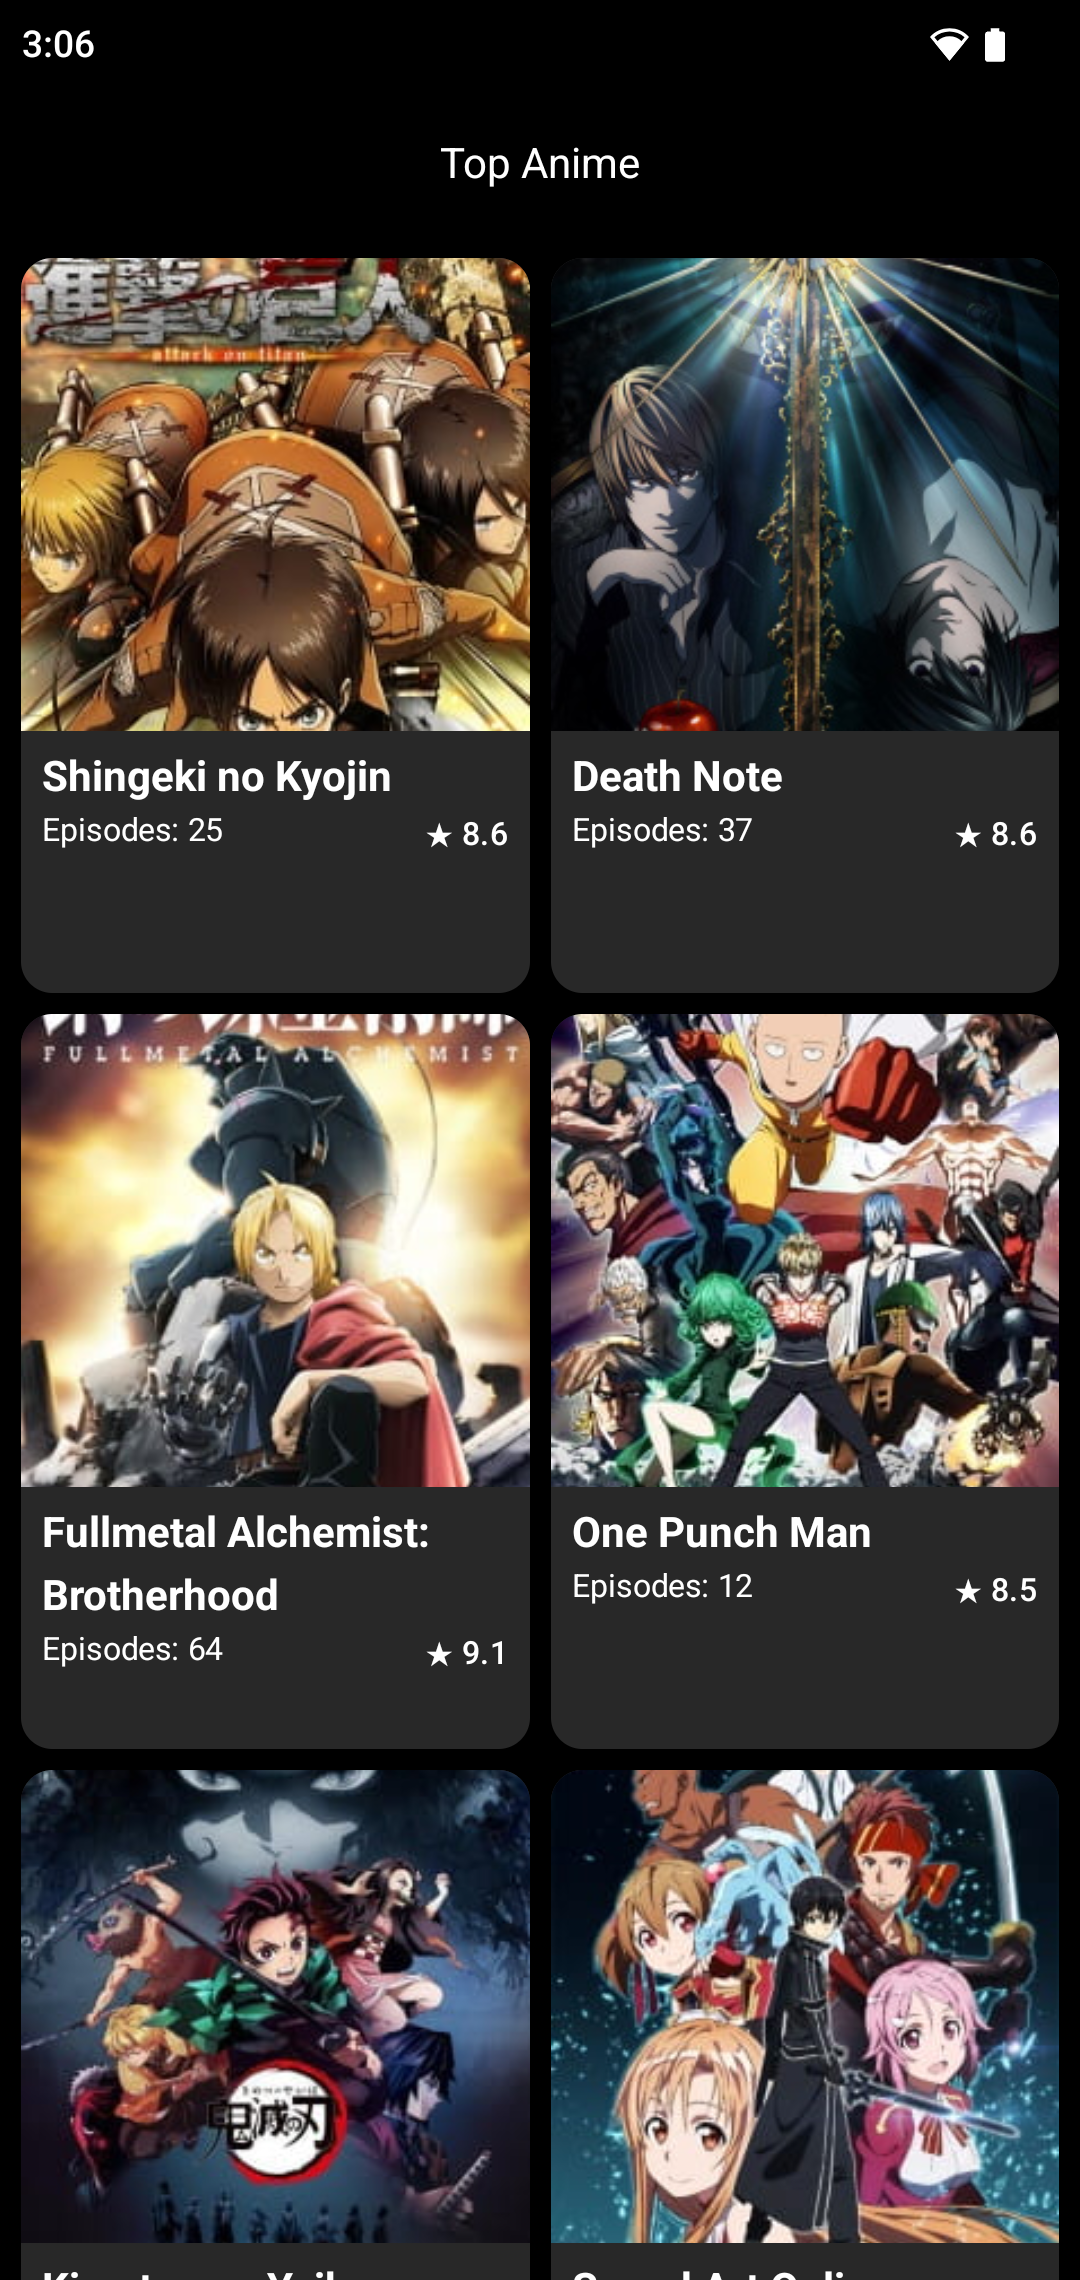 3:06
Top Anime
進撃の巨人
attack on titan
Shingeki no Kyojin
Episodes: 25
★ 8.6
Death Note
Episodes: 37
★ 8.6
FULLMETAL ALCHEMIST
Fullmetal Alchemist:
Brotherhood
Episodes: 64
★ 9.1
One Punch Man
Episodes: 12
★ 8.5
鬼滅の刃